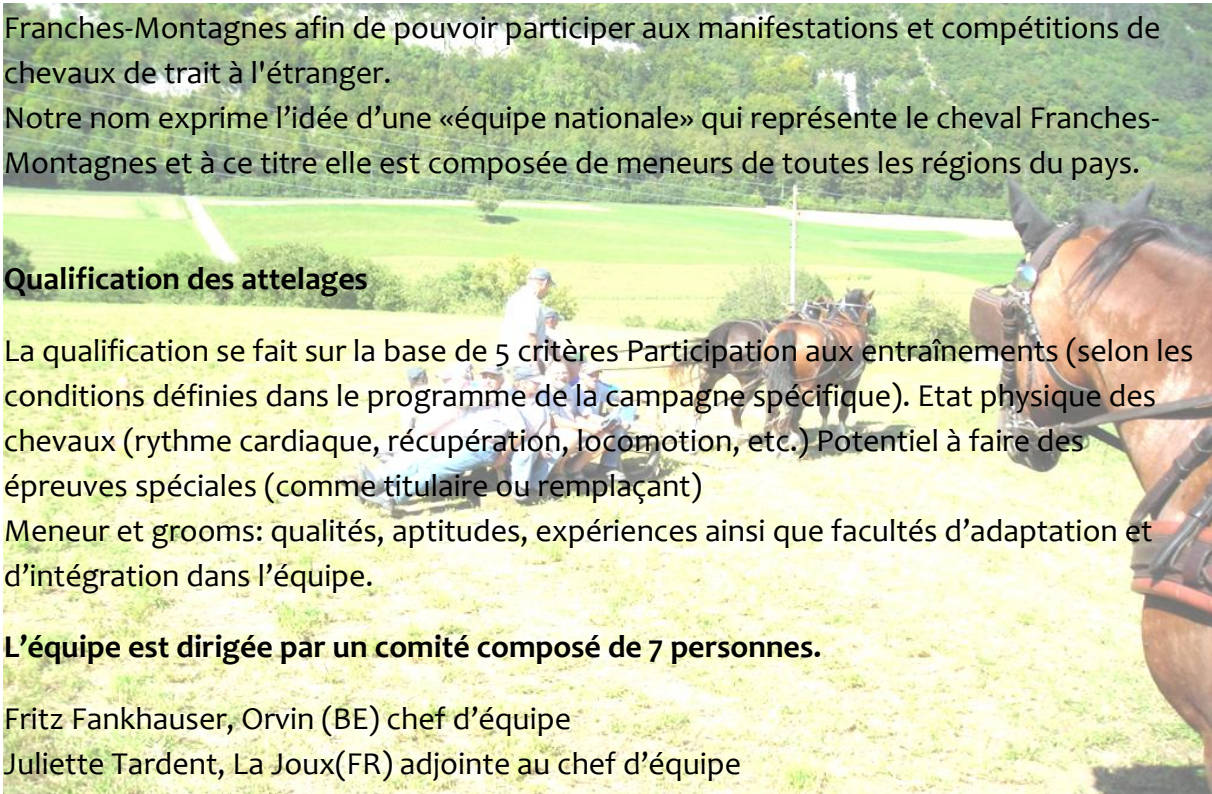 Franches-Montagnes afin de pouvoir participer aux manifestations et compétitions de
chevaux de trait à l'étranger.
Notre nom exprime l’idée d’une «équipe nationale» qui représente le cheval Franches-
Montagnes et à ce titre elle est composée de meneurs de toutes les régions du pays.
Qualification des attelages
La qualification se fait sur la base de 5 critères Participation aux entraînements (selon les
conditions définies dans le programme de la campagne spécifique). Etat physique des
chevaux (rythme cardiaque, récupération, locomotion, etc.) Potentiel à faire des
épreuves spéciales (comme titulaire ou remplaçant)
Meneur et grooms: qualités, aptitudes, expériences ainsi que facultés d’adaptation et
d’intégration dans l’équipe.
L’équipe est dirigée par un comité composé de 7 personnes.
Fritz Fankhauser, Orvin (BE) chef d’équipe
Juliette Tardent, La Joux(FR) adjointe au chef d’équipe